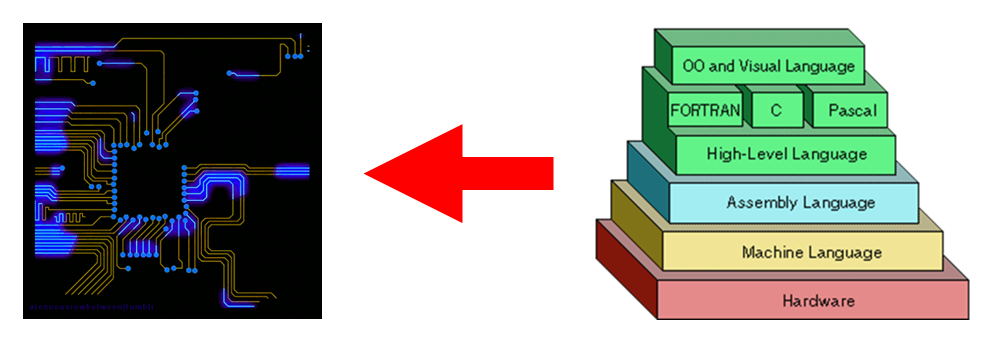 OO and Visual Language
FORTRAN
C
Pascal
High-Level Language
Assembly Language
Machine Language
Hardware